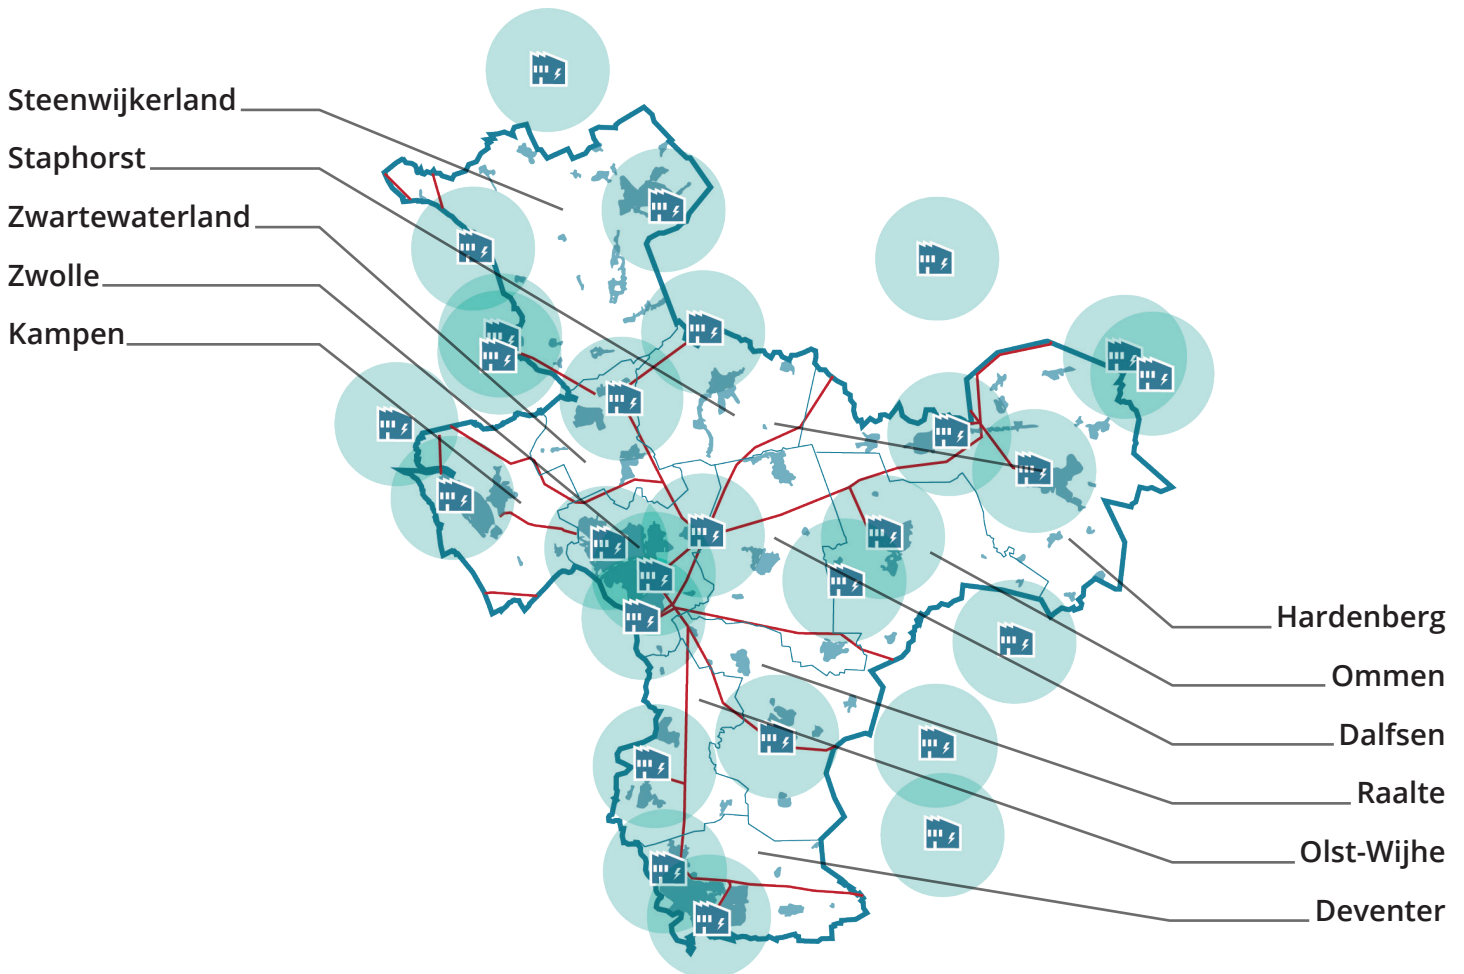 Steenwijkerland
Staphorst
Zwartewaterland
Zwolle
Kampen
Hardenberg
Ommen
Dalfsen
Raalte
Olst-Wijhe
Deventer